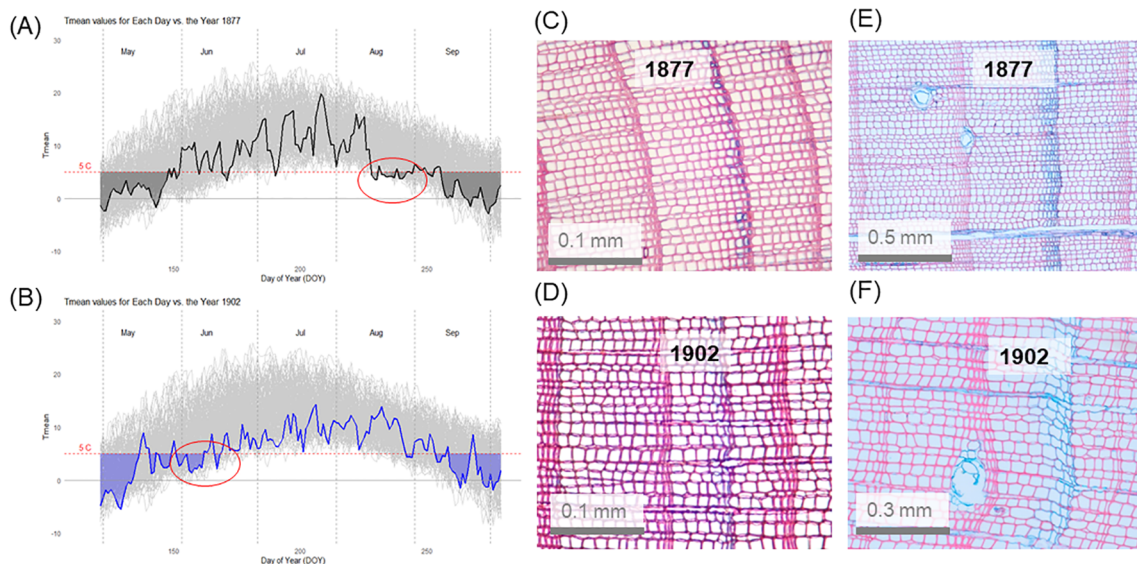 (A)
Tmean values for Each Day vs. the Year 1877
30
May
Jun
Jul
Aug
Sep
20
Tmean
10
5 C
0
-10
150
200
250
Day of Year (DOY)
(B)
Tmean values for Each Day vs. the Year 1902
30
May
Jun
Jul
Aug
Sep
20
Tmean
10
5 C
0
-10
150
200
250
Day of Year (DOY)
(C)
1877
0.1 mm
(D)
1902
0.1 mm
(E)
1877
0.5 mm
(F)
1902
0.3 mm